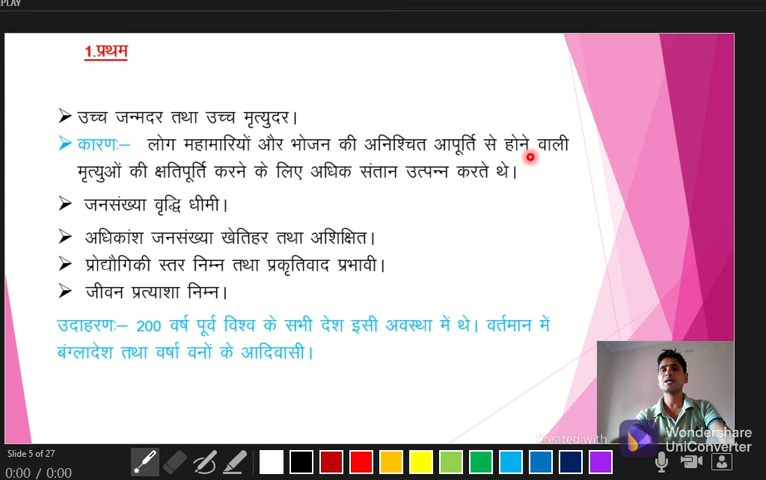 PLAY
1.प्रथम
➢ उच्च जन्मदर तथा उच्च मृत्युदर।
➢ कारणः– लोग महामारियों और भोजन की अनिश्चित आपूर्ति से होने वाली
मृत्युओं की क्षतिपूर्ति करने के लिए अधिक संतान उत्पन्न करते थे।
➢ जनसंख्या वृद्धि धीमी।
➢ अधिकांश जनसंख्या खेतिहर तथा अशिक्षित।
➢ प्रोद्यौगिकी स्तर निम्न तथा प्रकृतिवाद प्रभावी।
➢ जीवन प्रत्याशा निम्न।
उदाहरणः– 200 वर्ष पूर्व विश्व के सभी देश इसी अवस्था में थे। वर्तमान में
बंग्लादेश तथा वर्षा वनों के आदिवासी।
Created with
Wondershare
UniConverter
Slide 5 of 27
0:00 / 0:00